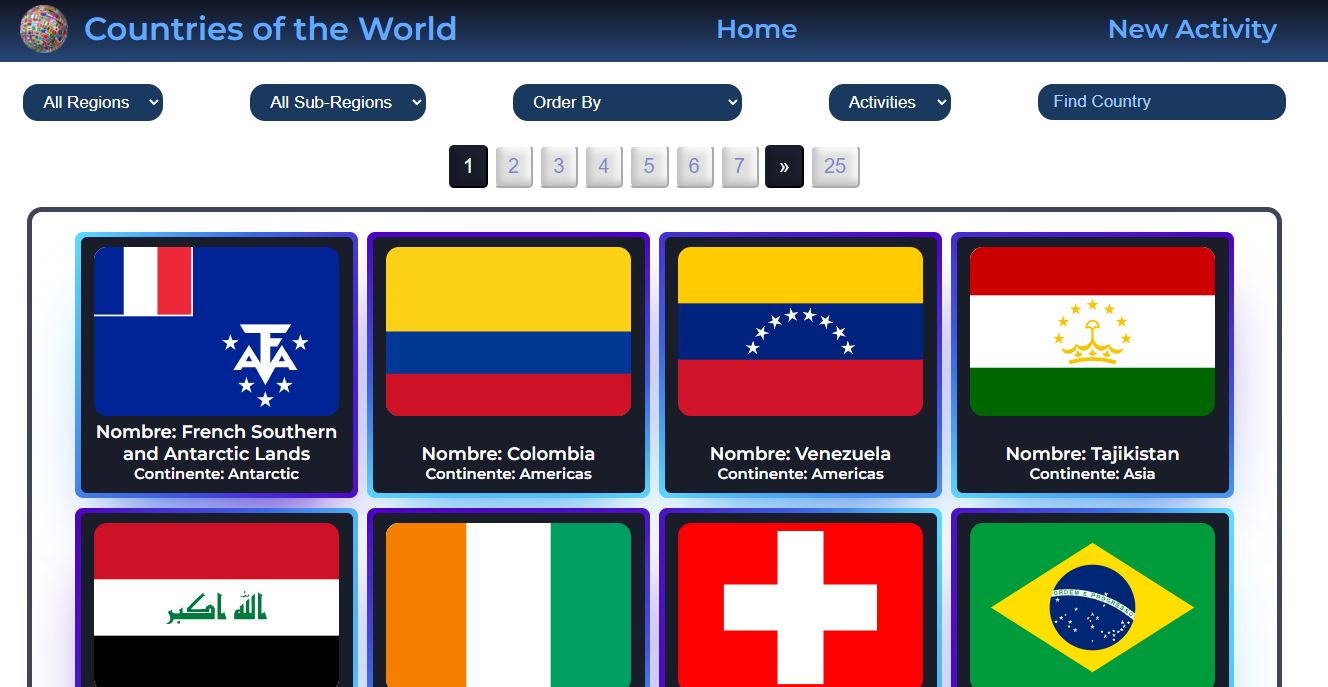 Countries of the World
Home
New Activity
All Regions
All Sub-Regions
Order By
Activities
Find Country
1 2 3 4 5 6 7 » 25
Nombre: French Southern
and Antarctic Lands
Continente: Antarctic
Nombre: Colombia
Continente: Americas
Nombre: Venezuela
Continente: Americas
Nombre: Tajikistan
Continente: Asia
الله اكبر
ORDEM E PROGRESSO